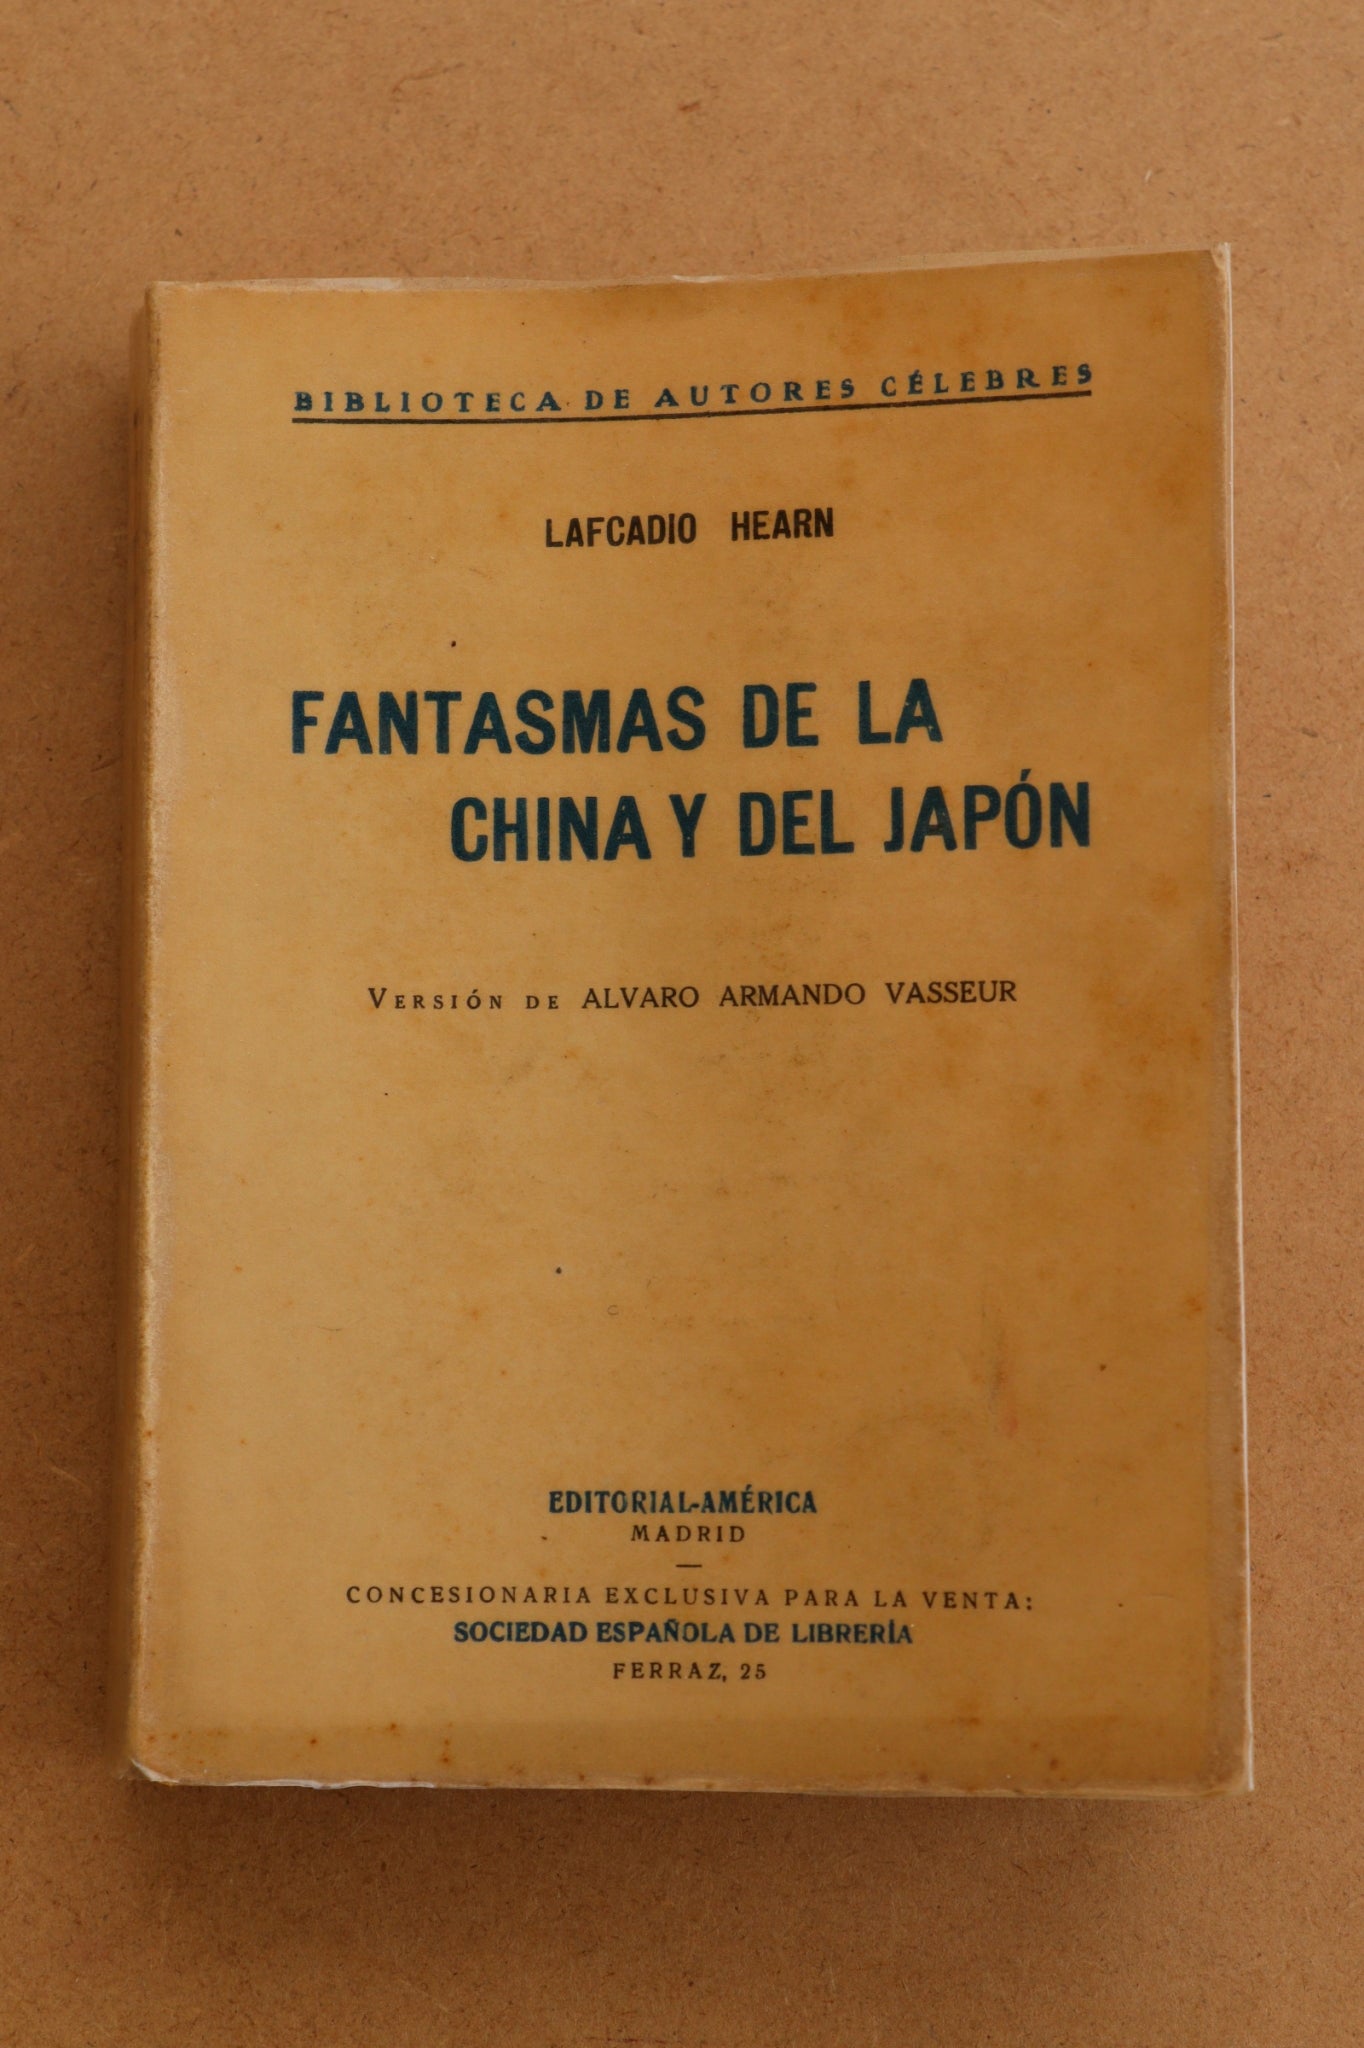 BIBLIOTECA DE AUTORES CÉLEBRES
LAFCADIO HEARN
FANTASMAS DE LA
CHINA Y DEL JAPÓN
VERSIÓN DE ALVARO ARMANDO VASSEUR
EDITORIAL-AMÉRICA
MADRID
—
CONCESIONARIA EXCLUSIVA PARA LA VENTA:
SOCIEDAD ESPAÑOLA DE LIBRERÍA
FERRAZ, 25